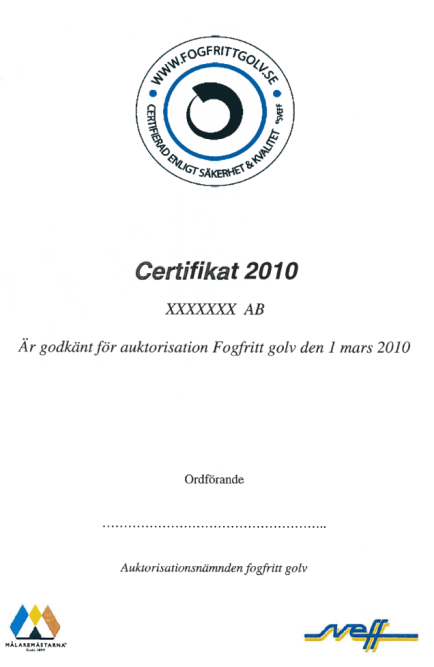 WWW.FOGFRITTGOLV.SE
CERTIFIERAD ENLIGT SÄKERHET & KVALITET ©SVEFF
Certifikat 2010
XXXXXXX AB
Är godkänt för auktorisation Fogfritt golv den 1 mars 2010
Ordförande
Auktorisationsnämnden fogfritt golv
MÅLAREMÄSTARNA
sveff